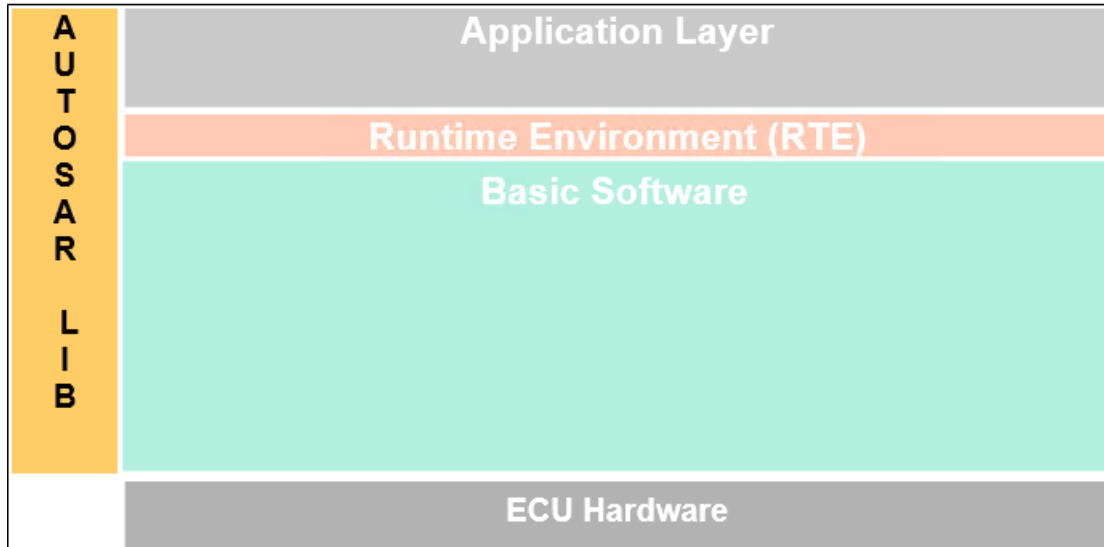 AUTOSAR LIB
Application Layer
Runtime Environment (RTE)
Basic Software
ECU Hardware